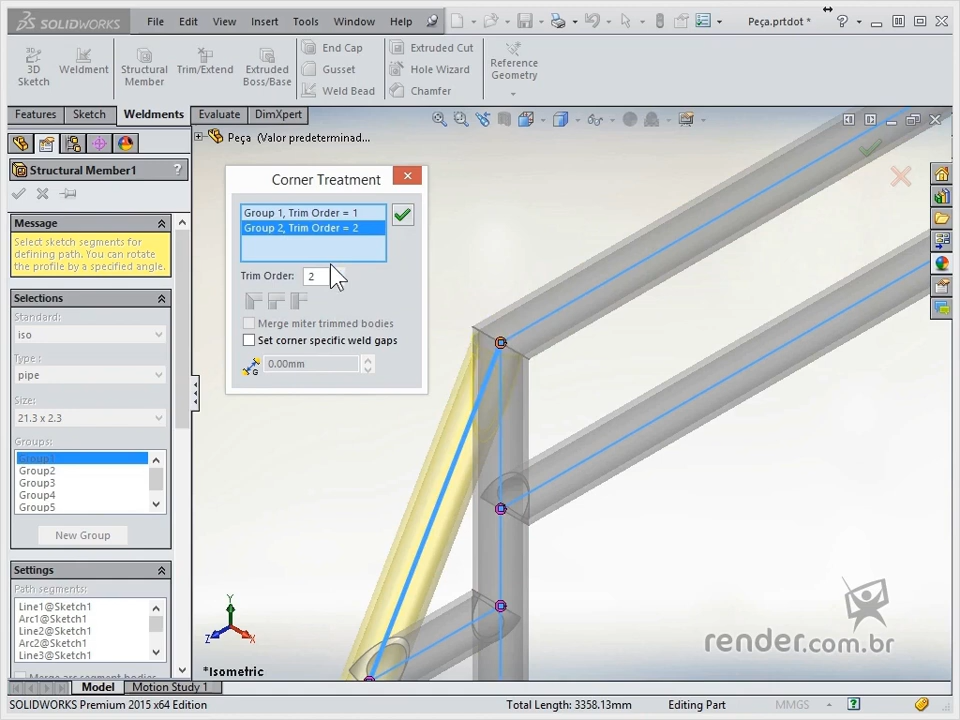 SOLIDWORKS
File Edit View Insert Tools Window Help
Peça.prtdot *
3D Sketch
Weldment
Structural Member
Trim/Extend
Extruded Boss/Base
End Cap
Gusset
Weld Bead
Extruded Cut
Hole Wizard
Chamfer
Reference Geometry
Features Sketch Weldments Evaluate DimXpert
Peça (Valor predeterminad...
Structural Member1 ?
Message
Select sketch segments for
defining path. You can rotate
the profile by a specified angle.
Selections
Standard:
iso
Type :
pipe
Size:
21.3 x 2.3
Groups:
Group1
Group2
Group3
Group4
Group5
New Group
Settings
Path segments:
Line1@Sketch1
Arc1@Sketch1
Line2@Sketch1
Arc2@Sketch1
Line3@Sketch1
Merge arc segment bodies
Corner Treatment
Group 1, Trim Order = 1
Group 2, Trim Order = 2
Trim Order: 2
Merge miter trimmed bodies
Set corner specific weld gaps
G
0.00mm
Y
Z X
*Isometric
render.com.br
Model Motion Study 1
SOLIDWORKS Premium 2015 x64 Edition Total Length: 3358.13mm Editing Part MMGS